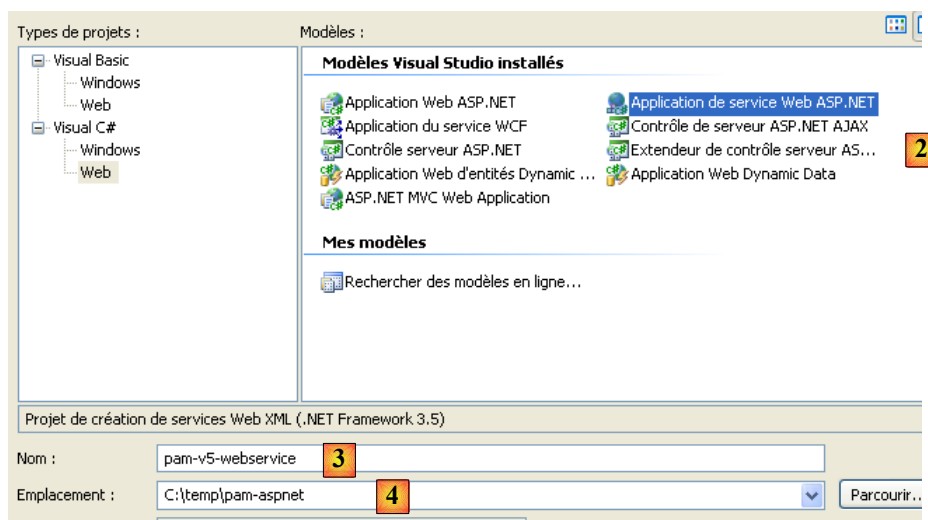 Types de projets :
Modèles :
Visual Basic
Windows
Web
Visual C#
Windows
Web
Modèles Visual Studio installés
Application Web ASP.NET
Application de service Web ASP.NET
Application du service WCF
Contrôle de serveur ASP.NET AJAX
Contrôle serveur ASP.NET
Extendeur de contrôle serveur AS...
2
Application Web d'entités Dynamic ...
Application Web Dynamic Data
ASP.NET MVC Web Application
Mes modèles
Rechercher des modèles en ligne...
Projet de création de services Web XML (.NET Framework 3.5)
Nom :
pam-v5-webservice
3
Emplacement :
C:\temp\pam-aspnet
4
Parcourir..